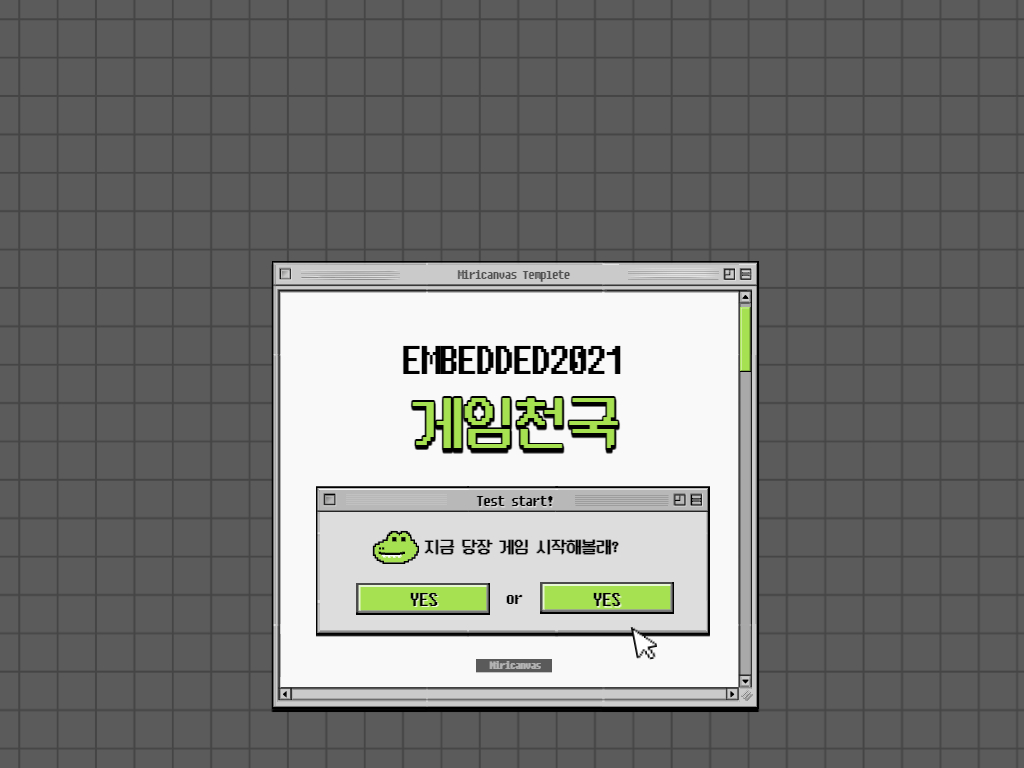 Miricanvas Templete
EMBEDDED2021
게임천국
Test start!
지금 당장 게임 시작해볼래?
YES or YES
Miricanvas